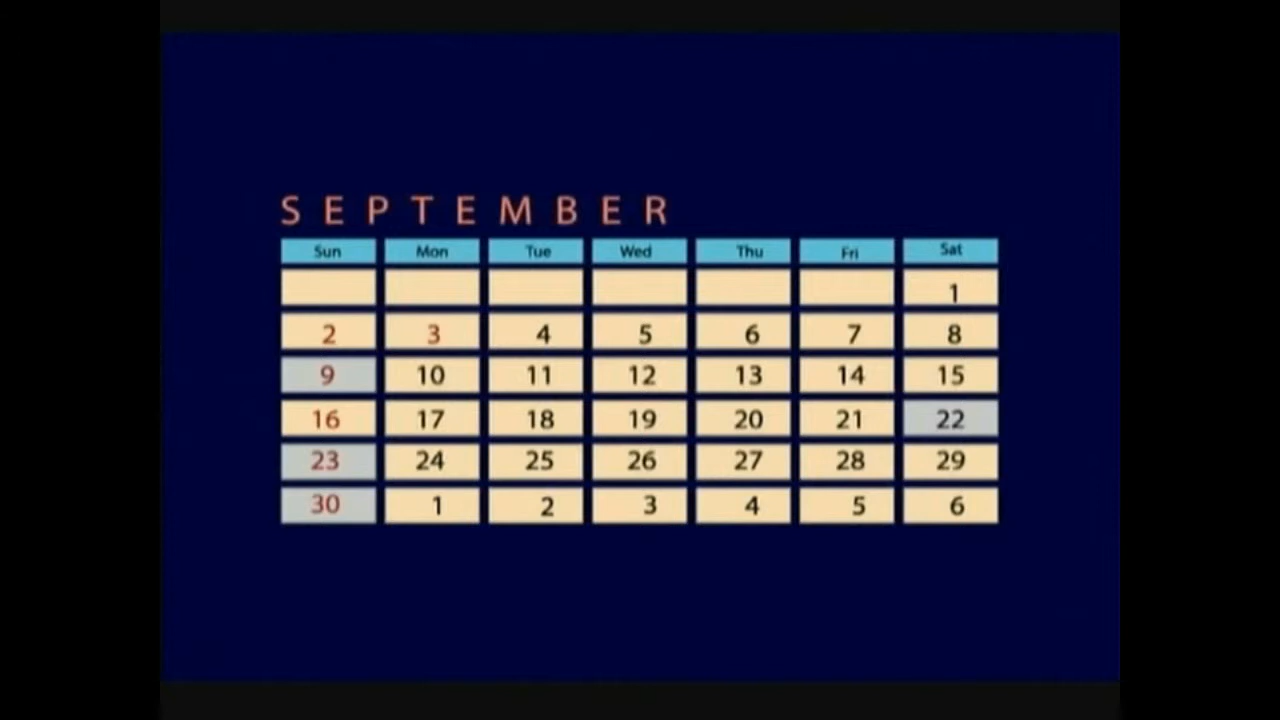 SEPTEMBER
Sun Mon Tue Wed Thu Fri Sat
1
2 3 4 5 6 7 8
9 10 11 12 13 14 15
16 17 18 19 20 21 22
23 24 25 26 27 28 29
30 1 2 3 4 5 6